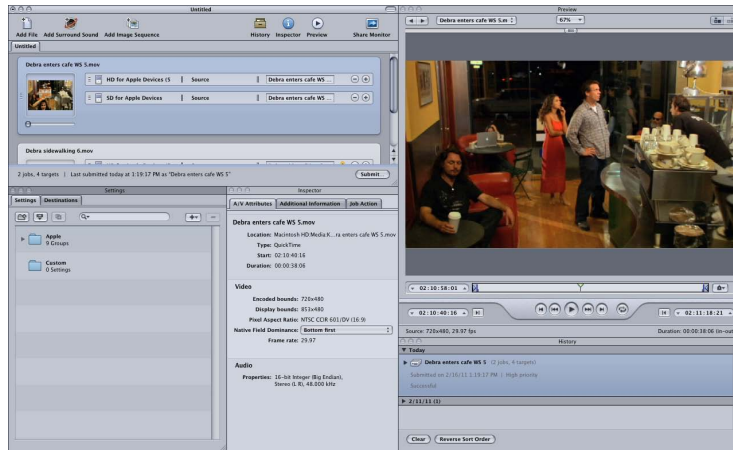 Untitled
Add File
Add Surround Sound
Add Image Sequence
History
Inspector
Preview
Share Monitor
Untitled
Debra enters cafe WS 5.mov
HD for Apple Devices (5
Source
Debra enters cafe WS ...
SD for Apple Devices
Source
Debra enters cafe WS ...
Debra sidewalking 6.mov
2 jobs, 4 targets | Last submitted today at 1:19:17 PM as "Debra enters cafe WS 5"
Submit...
Settings
Settings
Destinations
Apple
9 Groups
Custom
0 Settings
Inspector
A/V Attributes
Additional Information
Job Action
Debra enters cafe WS 5.mov
Location: Macintosh HD:Media:K...ra enters cafe WS 5.mov
Type: QuickTime
Start: 02:10:40:16
Duration: 00:00:38:06
Video
Encoded bounds: 720x480
Display bounds: 853x480
Pixel Aspect Ratio: NTSC CCIR 601/DV (16:9)
Native Field Dominance: Bottom first
Frame rate: 29.97
Audio
Properties: 16-bit Integer (Big Endian),
Stereo (L R), 48.000 kHz
Preview
Debra enters cafe WS 5.m
67%
02:10:58:01
02:10:40:16
02:11:18:21
Source: 720x480, 29.97 fps
Duration: 00:00:38:06 (in-out
History
Today
Debra enters cafe WS 5 (2 jobs, 4 targets)
Submitted on 2/16/11 1:19:17 PM | High priority
Successful
2/11/11 (1)
Clear
Reverse Sort Order